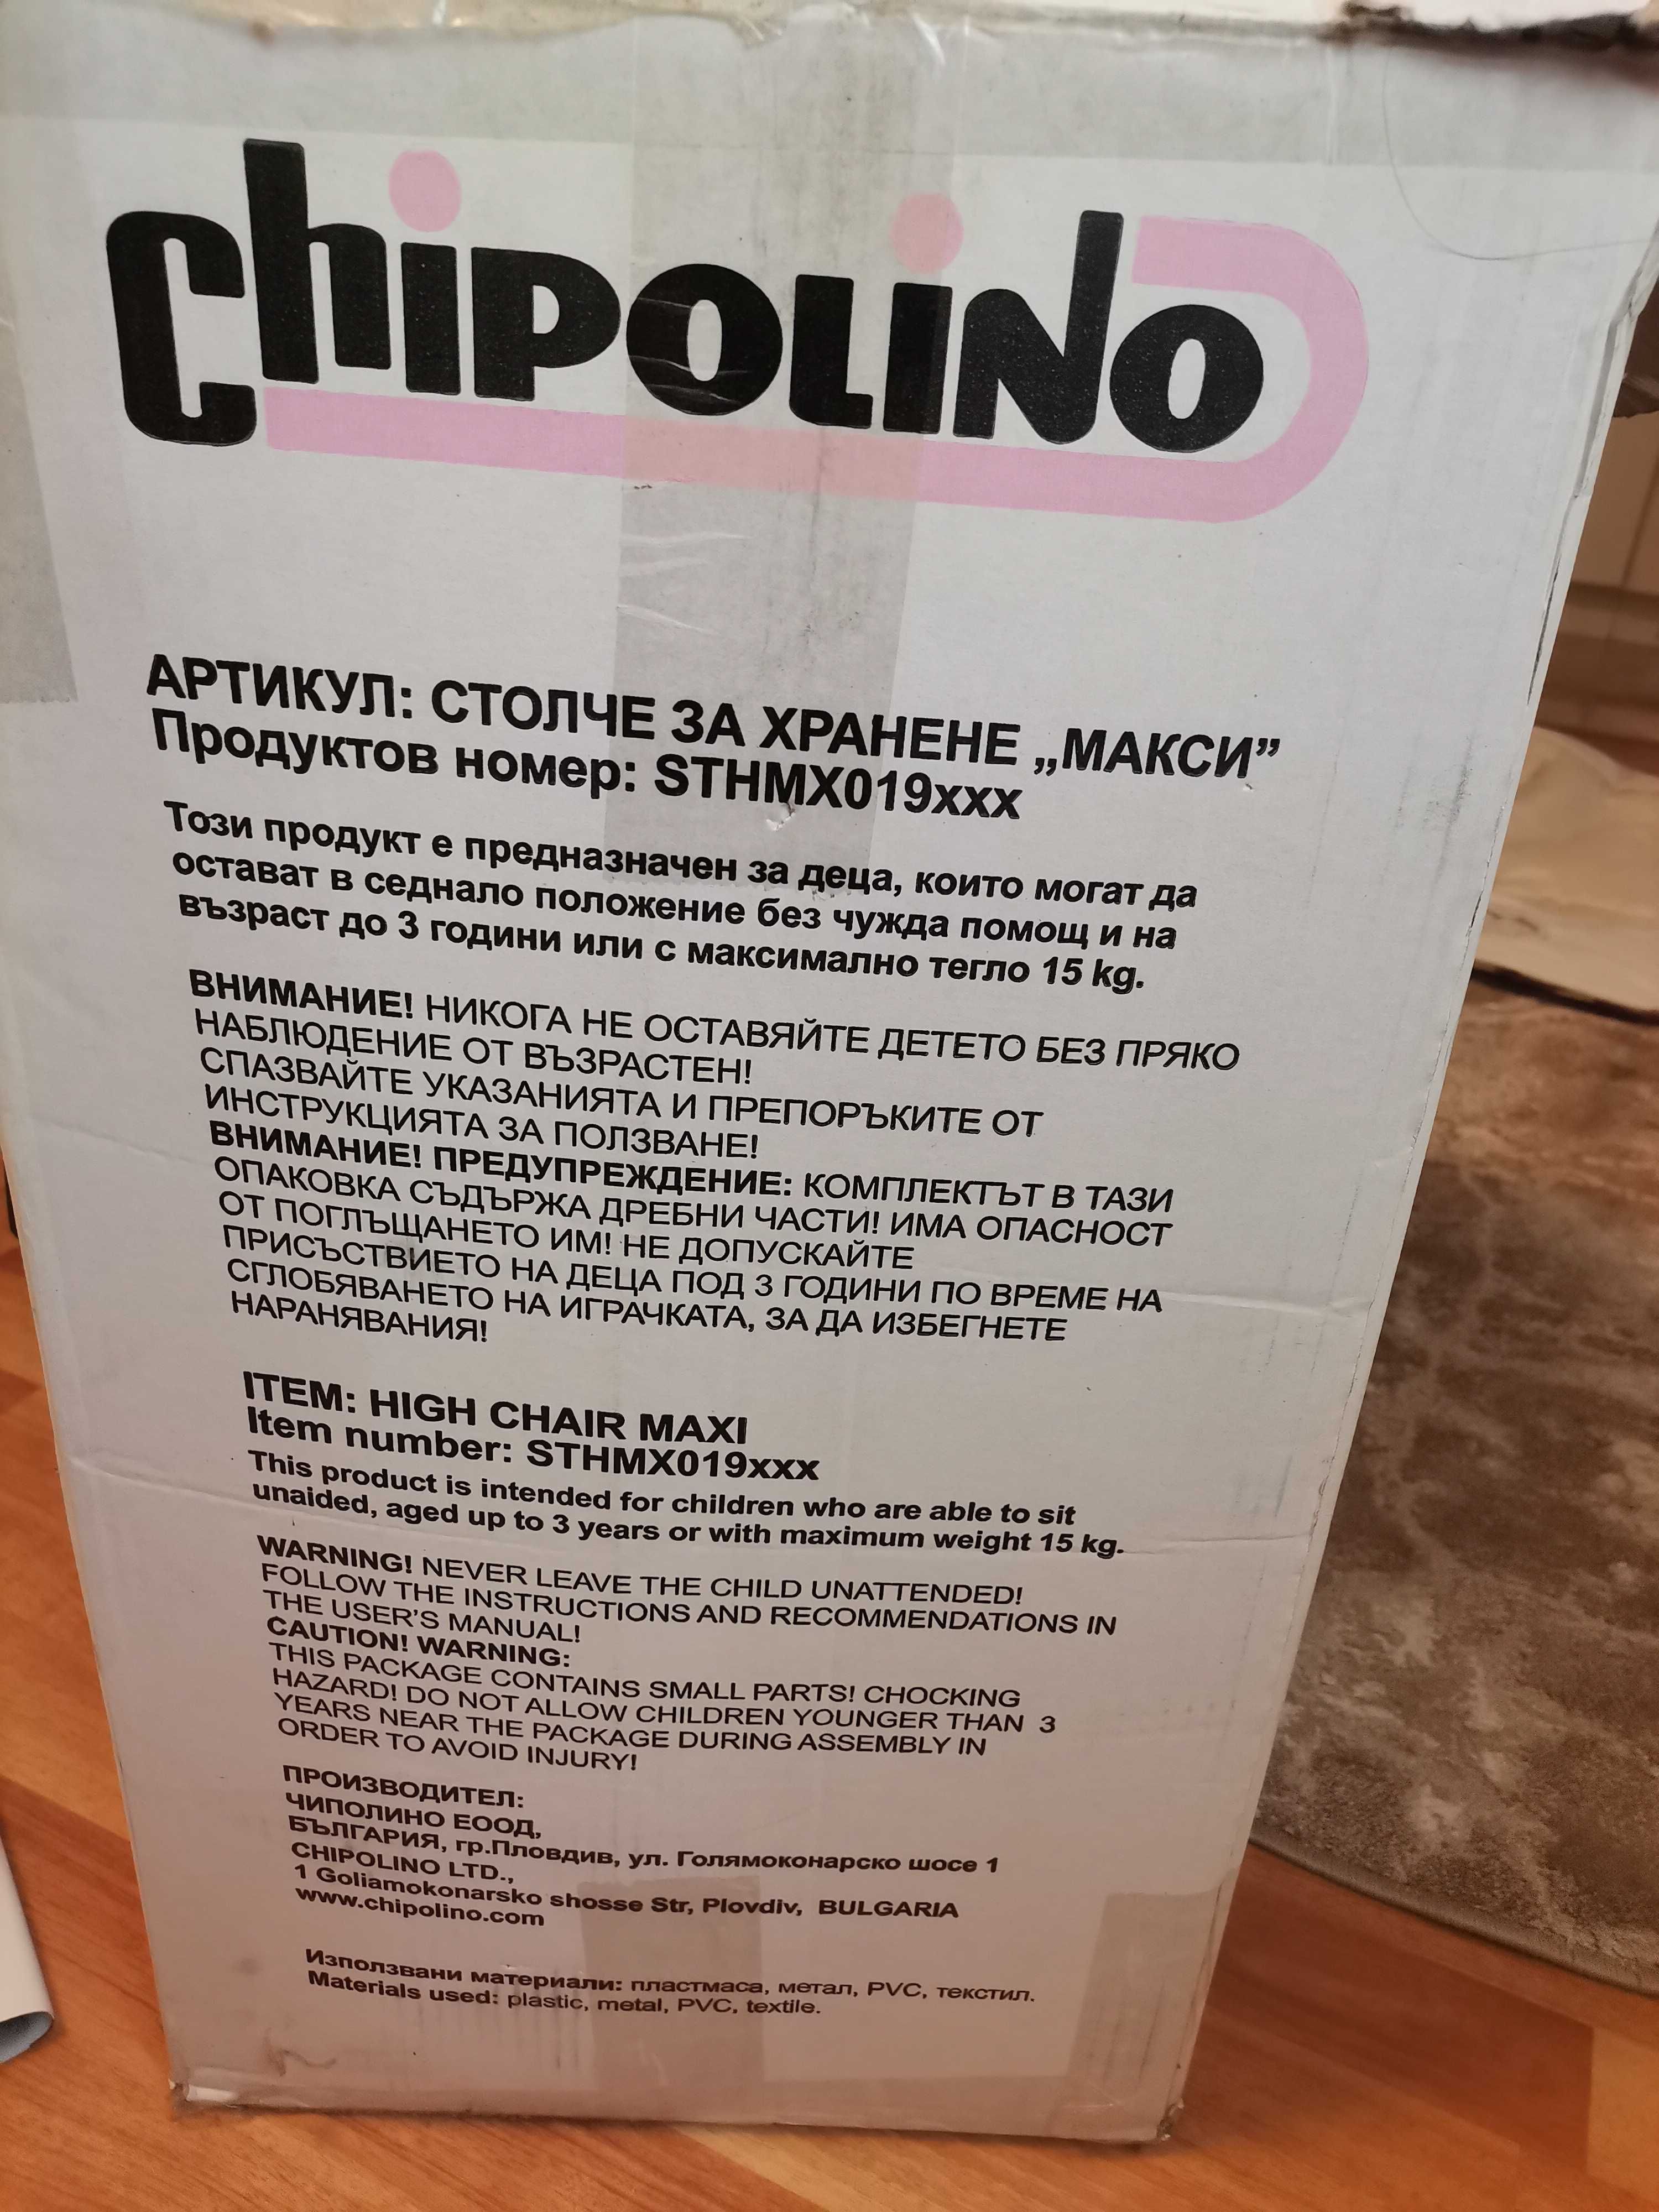 Chipolino
АРТИКУЛ: СТОЛЧЕ ЗА ХРАНЕНЕ „МАКСИ”
Продуктов номер: STHMX019xxx
Този продукт е предназначен за деца, които могат да
остават в седнало положение без чужда помощ и на
възраст до 3 години или с максимално тегло 15 kg.
ВНИМАНИЕ! НИКОГА НЕ ОСТАВЯЙТЕ ДЕТЕТО БЕЗ ПРЯКО
НАБЛЮДЕНИЕ ОТ ВЪЗРАСТЕН!
СПАЗВАЙТЕ УКАЗАНИЯТА И ПРЕПОРЪКИТЕ ОТ
ИНСТРУКЦИЯТА ЗА ПОЛЗВАНЕ!
ВНИМАНИЕ! ПРЕДУПРЕЖДЕНИЕ: КОМПЛЕКТЪТ В ТАЗИ
ОПАКОВКА СЪДЪРЖА ДРЕБНИ ЧАСТИ! ИМА ОПАСНОСТ
ОТ ПОГЛЪЩАНЕТО ИМ! НЕ ДОПУСКАЙТЕ
ПРИСЪСТВИЕТО НА ДЕЦА ПОД 3 ГОДИНИ ПО ВРЕМЕ НА
СГЛОБЯВАНЕТО НА ИГРАЧКАТА, ЗА ДА ИЗБЕГНЕТЕ
НАРАНЯВАНИЯ!
ITEM: HIGH CHAIR MAXI
Item number: STHMX019xxx
This product is intended for children who are able to sit
unaided, aged up to 3 years or with maximum weight 15 kg.
WARNING! NEVER LEAVE THE CHILD UNATTENDED!
FOLLOW THE INSTRUCTIONS AND RECOMMENDATIONS IN
THE USER'S MANUAL!
CAUTION! WARNING:
THIS PACKAGE CONTAINS SMALL PARTS! CHOCKING
HAZARD! DO NOT ALLOW CHILDREN YOUNGER THAN 3
YEARS NEAR THE PACKAGE DURING ASSEMBLY IN
ORDER TO AVOID INJURY!
ПРОИЗВОДИТЕЛ:
ЧИПОЛИНО ЕООД,
БЪЛГАРИЯ, гр.Пловдив, ул. Голямоконарско шосе 1
CHIPOLINO LTD.,
1 Goliamokonarsko shosse Str, Plovdiv, BULGARIA
www.chipolino.com
Използвани материали: пластмаса, метал, PVC, текстил.
Materials used: plastic, metal, PVC, textile.